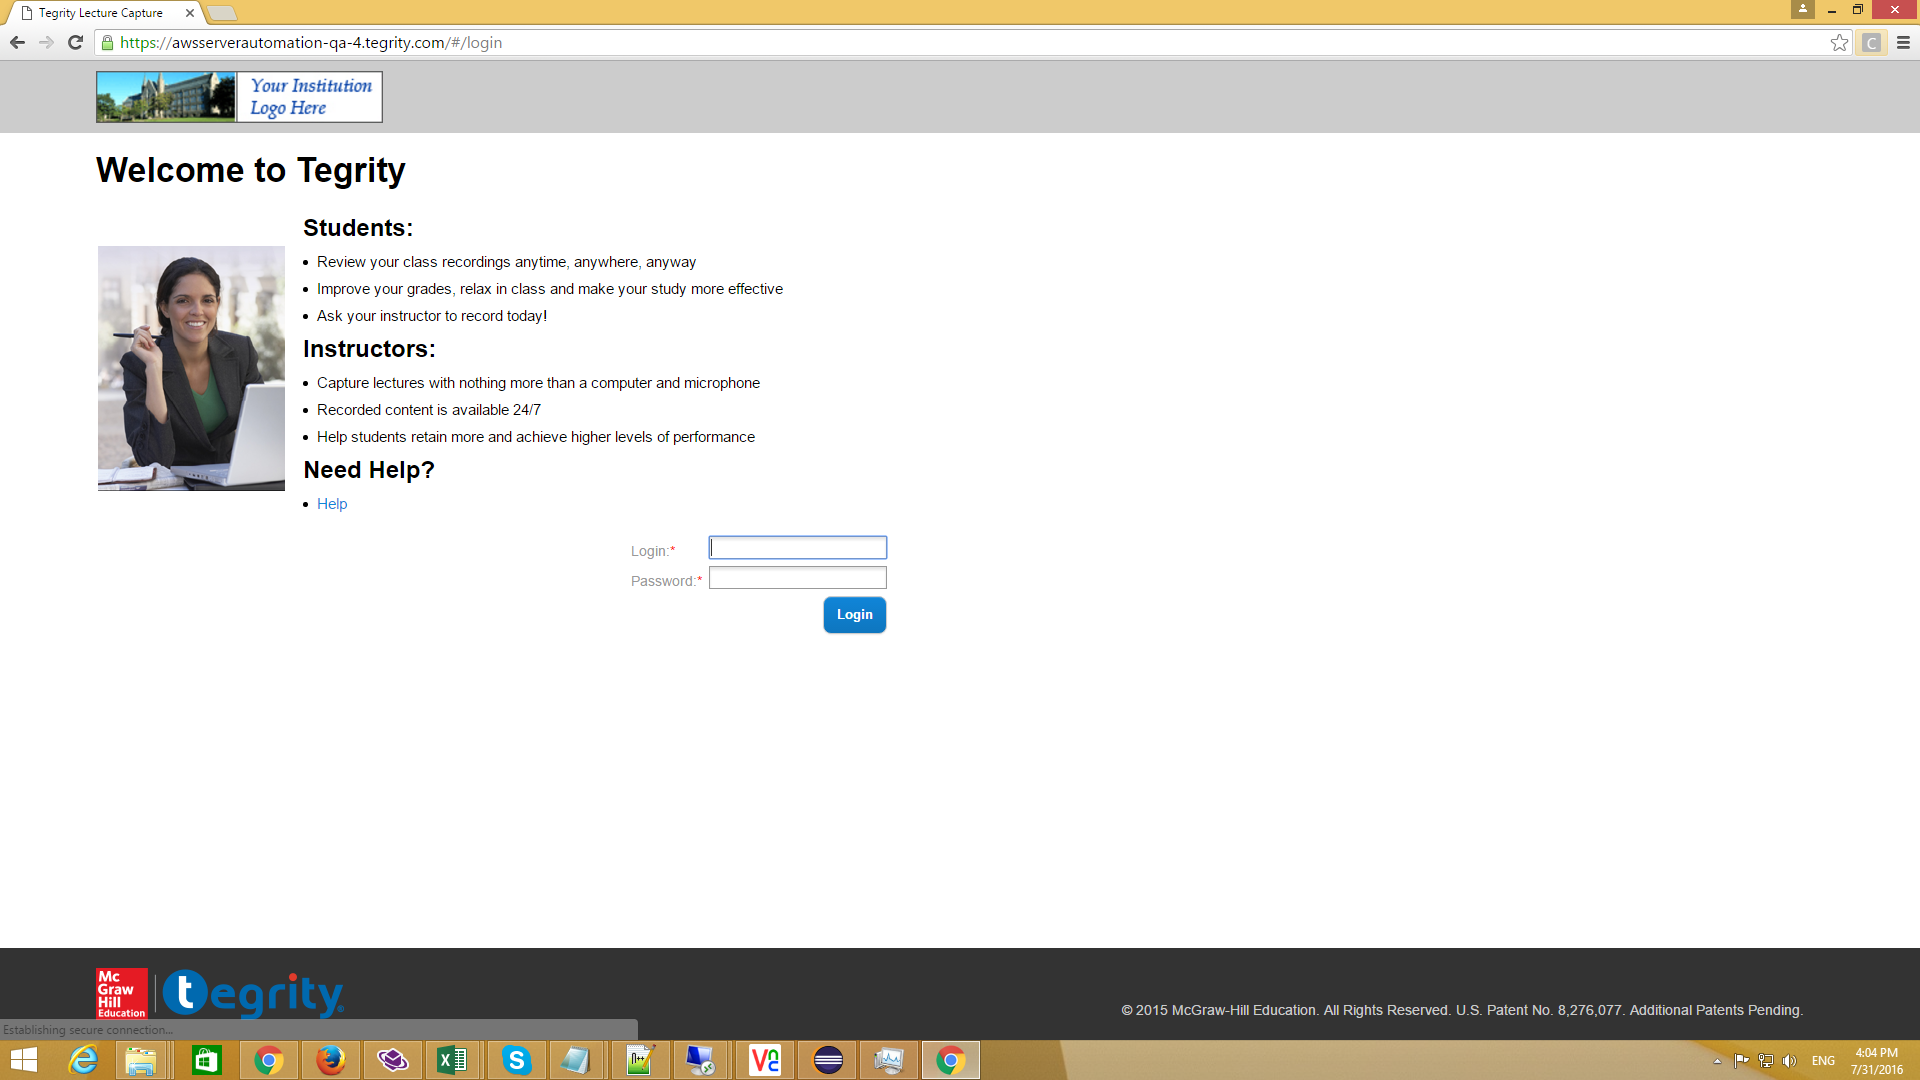 Tegrity Lecture Capture
https://awsserverautomation-qa-4.tegrity.com/#/login
C
Your Institution
Logo Here
Welcome to Tegrity
Students:
Review your class recordings anytime, anywhere, anyway
Improve your grades, relax in class and make your study more effective
Ask your instructor to record today!
Instructors:
Capture lectures with nothing more than a computer and microphone
Recorded content is available 24/7
Help students retain more and achieve higher levels of performance
Need Help?
Help
Login:*
Password:*
Login
Mc
Graw
Hill
Education
tegrity
© 2015 McGraw-Hill Education. All Rights Reserved. U.S. Patent No. 8,276,077. Additional Patents Pending.
Establishing secure connection...
ENG
4:04 PM
7/31/2016